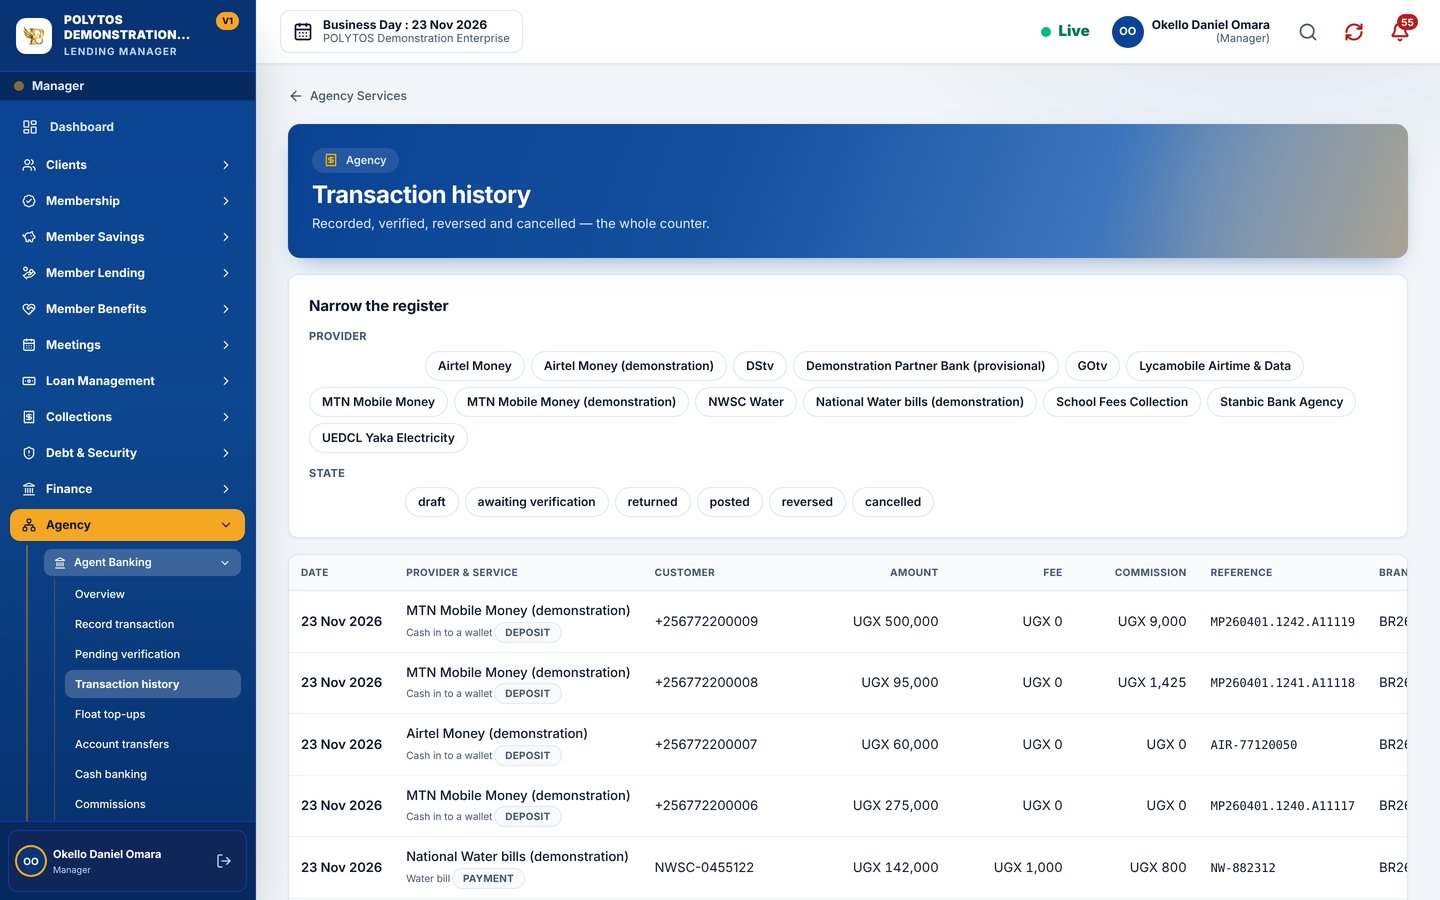 POLYTOS
DEMONSTRATION...
LENDING MANAGER
V1
Manager
Dashboard
Clients
Membership
Member Savings
Member Lending
Member Benefits
Meetings
Loan Management
Collections
Debt & Security
Finance
Agency
Agent Banking
Overview
Record transaction
Pending verification
Transaction history
Float top-ups
Account transfers
Cash banking
Commissions
OO
Okello Daniel Omara
Manager
Business Day : 23 Nov 2026
POLYTOS Demonstration Enterprise
Live
OO
Okello Daniel Omara
(Manager)
55
Agency Services
Agency
Transaction history
Recorded, verified, reversed and cancelled — the whole counter.
Narrow the register
PROVIDER
Airtel Money Airtel Money (demonstration) DStv Demonstration Partner Bank (provisional) GOtv Lycamobile Airtime & Data
MTN Mobile Money MTN Mobile Money (demonstration) NWSC Water National Water bills (demonstration) School Fees Collection Stanbic Bank Agency
UEDCL Yaka Electricity
STATE
draft awaiting verification returned posted reversed cancelled
DATE PROVIDER & SERVICE CUSTOMER AMOUNT FEE COMMISSION REFERENCE BRAN
23 Nov 2026 MTN Mobile Money (demonstration) +256772200009 UGX 500,000 UGX 0 UGX 9,000 MP260401.1242.A11119 BR26
Cash in to a wallet DEPOSIT
23 Nov 2026 MTN Mobile Money (demonstration) +256772200008 UGX 95,000 UGX 0 UGX 1,425 MP260401.1241.A11118 BR26
Cash in to a wallet DEPOSIT
23 Nov 2026 Airtel Money (demonstration) +256772200007 UGX 60,000 UGX 0 UGX 0 AIR-77120050 BR26
Cash in to a wallet DEPOSIT
23 Nov 2026 MTN Mobile Money (demonstration) +256772200006 UGX 275,000 UGX 0 UGX 0 MP260401.1240.A11117 BR26
Cash in to a wallet DEPOSIT
23 Nov 2026 National Water bills (demonstration) NWSC-0455122 UGX 142,000 UGX 1,000 UGX 800 NW-882312 BR26
Water bill PAYMENT